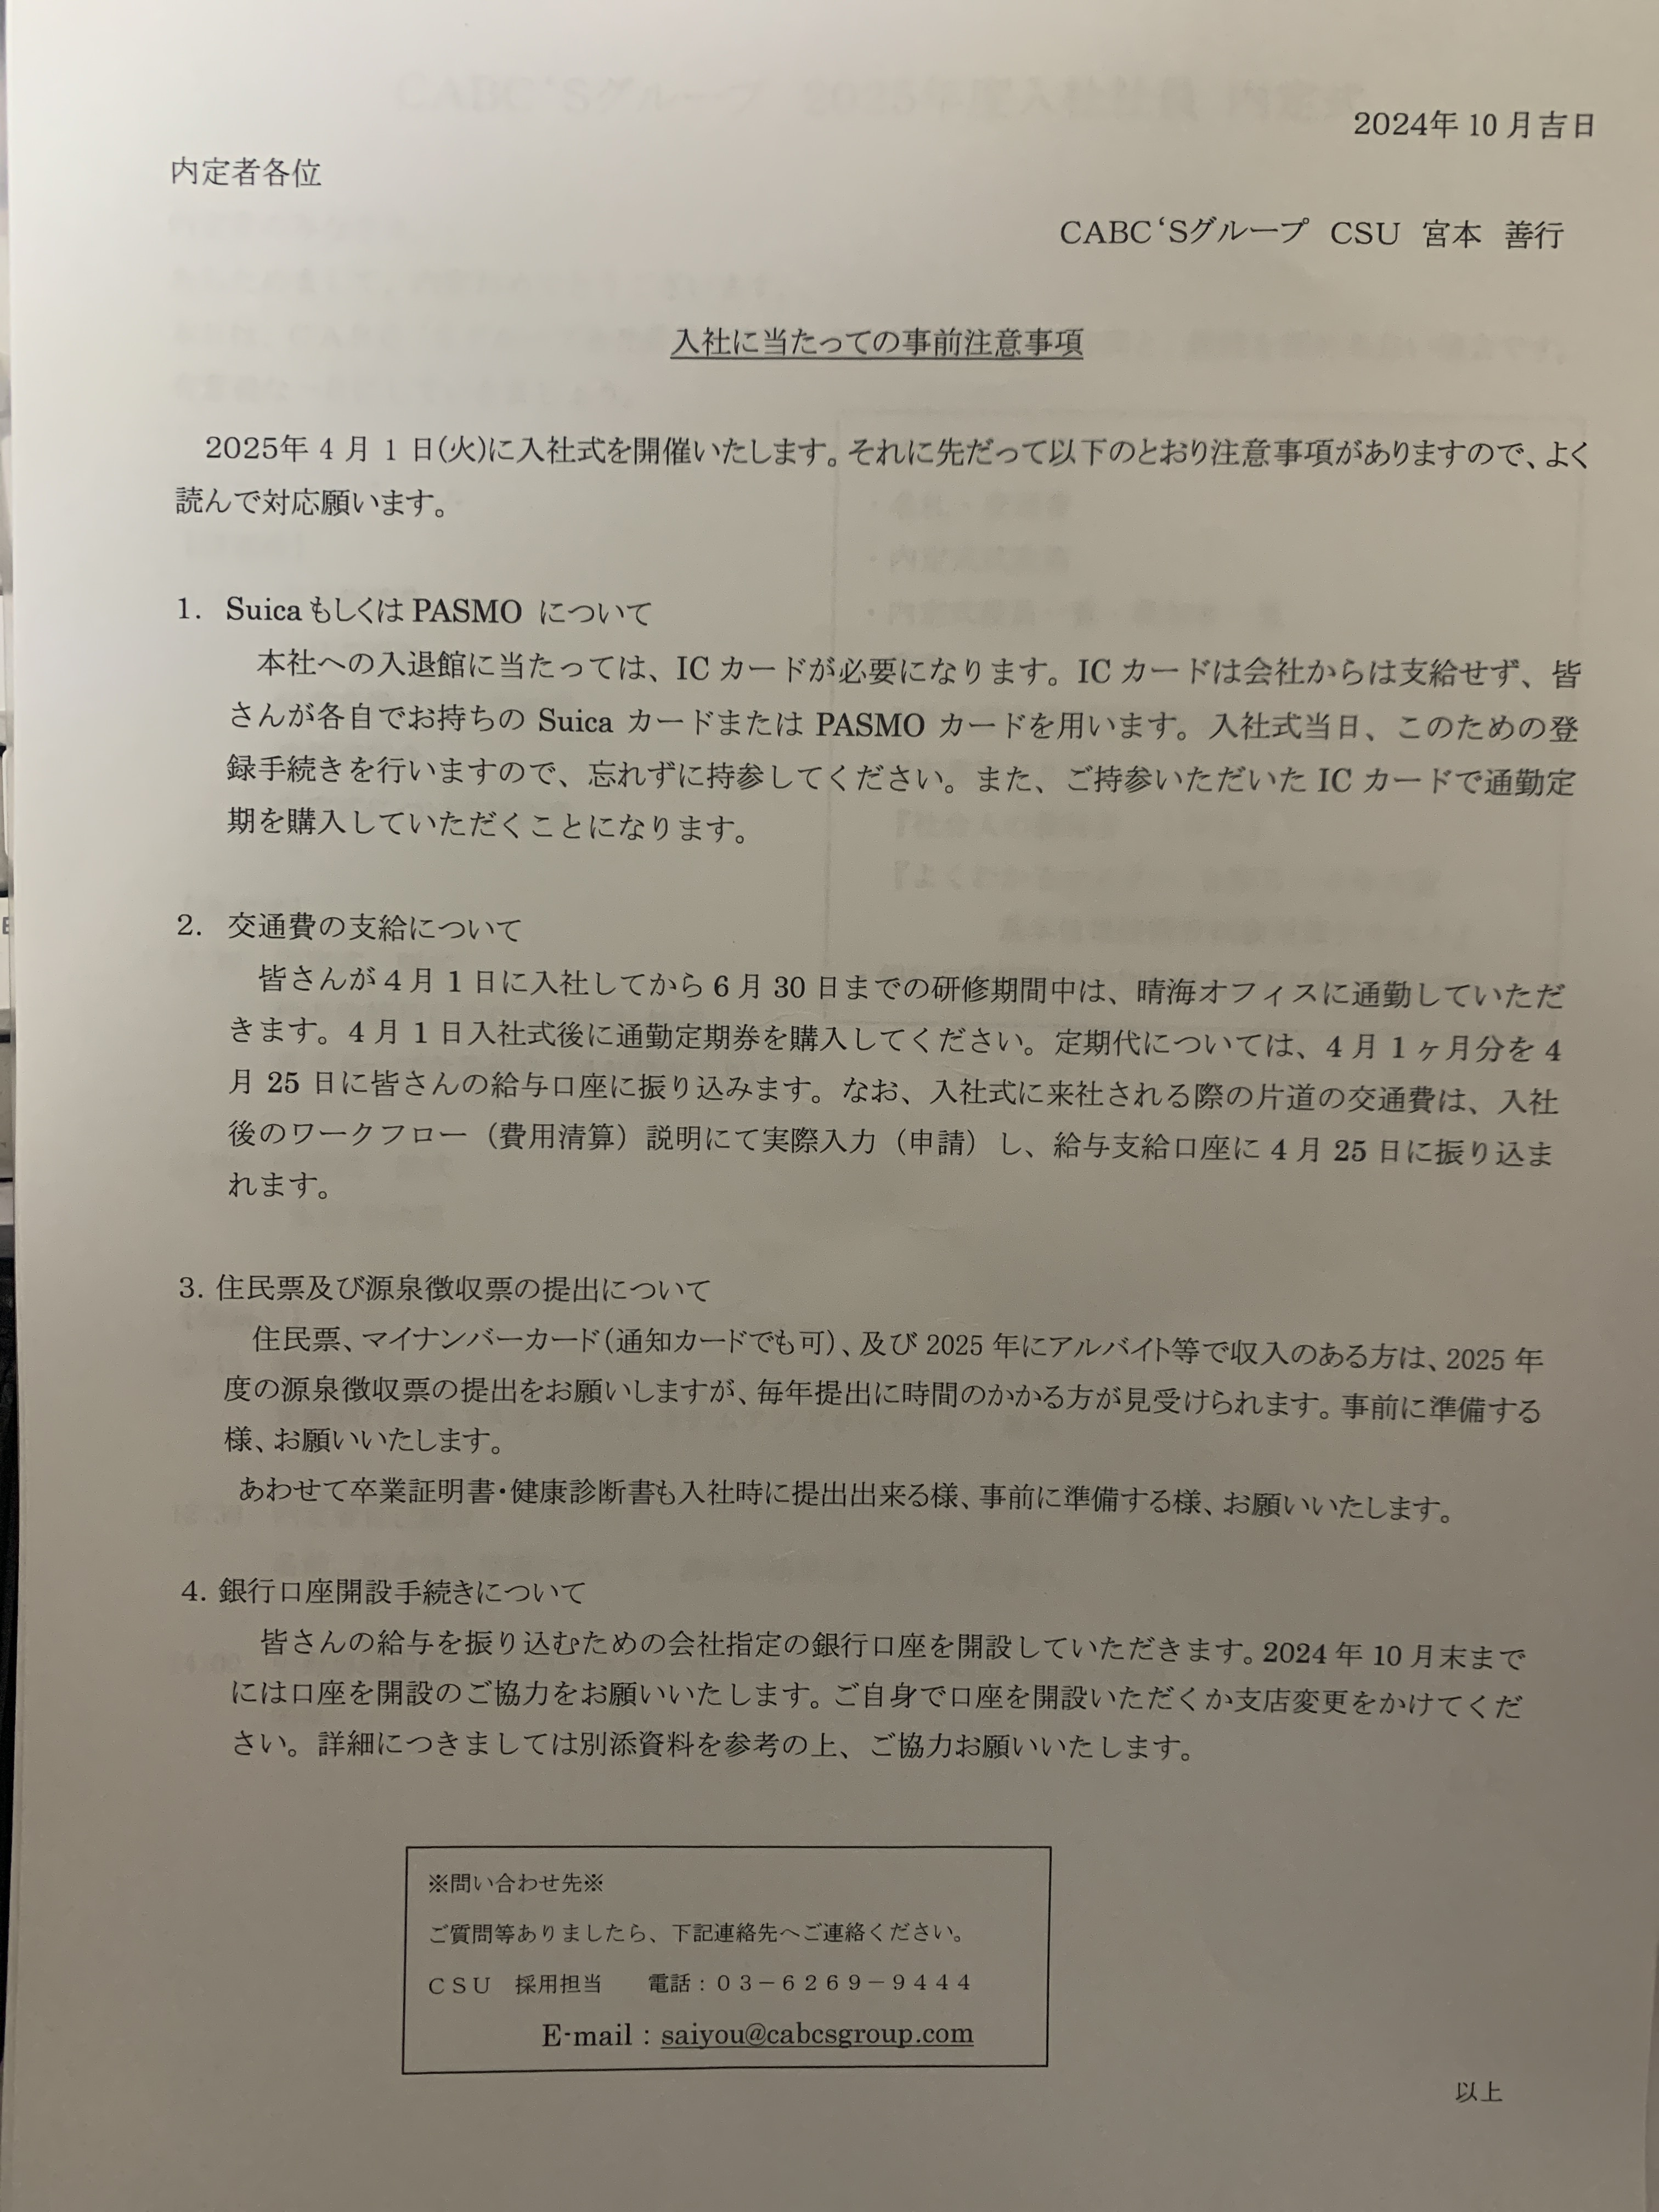 2024年10月吉日
内定者各位
CABC‘Sグループ CSU 宮本 善行
入社に当たっての事前注意事項
2025年4月1日(火)に入社式を開催いたします。それに先だって以下のとおり注意事項がありますので、よく
読んで対応願います。
1. SuicaもしくはPASMO について
本社への入退館に当たっては、ICカードが必要になります。ICカードは会社からは支給せず、皆
さんが各自でお持ちの Suica カードまたは PASMO カードを用います。入社式当日、このための登
録手続きを行いますので、忘れずに持参してください。また、ご持参いただいた IC カードで通勤定
期を購入していただくことになります。
2. 交通費の支給について
皆さんが4月1日に入社してから6月30日までの研修期間中は、晴海オフィスに通勤していただ
きます。4月1日入社式後に通勤定期券を購入してください。定期代については、4月1ヶ月分を4
月25日に皆さんの給与口座に振り込みます。なお、入社式に来社される際の片道の交通費は、入社
後のワークフロー（費用清算）説明にて実際入力（申請）し、給与支給口座に4月25日に振り込ま
れます。
3. 住民票及び源泉徴収票の提出について
住民票、マイナンバーカード(通知カードでも可)、及び2025年にアルバイト等で収入のある方は、2025年
度の源泉徴収票の提出をお願いしますが、毎年提出に時間のかかる方が見受けられます。事前に準備する
様、お願いいたします。
あわせて卒業証明書・健康診断書も入社時に提出出来る様、事前に準備する様、お願いいたします。
4. 銀行口座開設手続きについて
皆さんの給与を振り込むための会社指定の銀行口座を開設していただきます。2024年10月末まで
には口座を開設のご協力をお願いいたします。ご自身で口座を開設いただくか支店変更をかけてくだ
さい。詳細につきましては別添資料を参考の上、ご協力お願いいたします。
※問い合わせ先※
ご質問等ありましたら、下記連絡先へご連絡ください。
ＣＳＵ 採用担当 電話：０３－６２６９－９４４４
E-mail：saiyou@cabcsgroup.com
以上